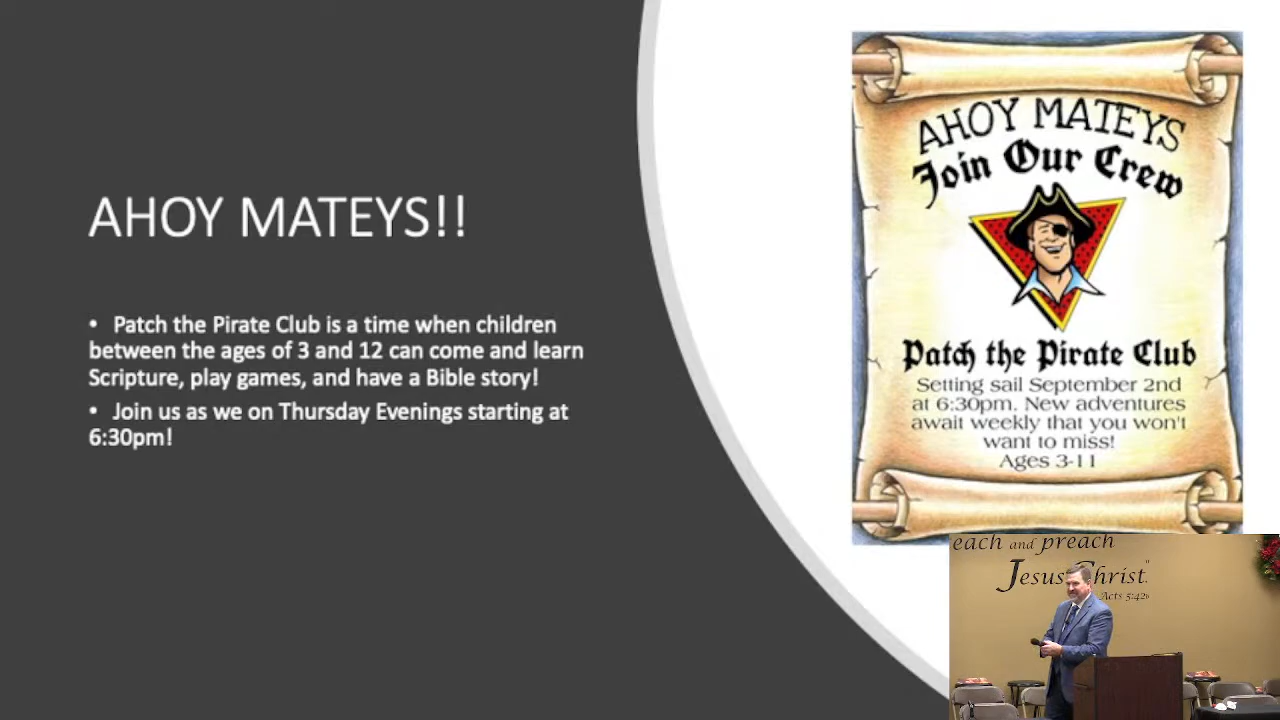 AHOY MATEYS!!
• Patch the Pirate Club is a time when children
between the ages of 3 and 12 can come and learn
Scripture, play games, and have a Bible story!
• Join us as we on Thursday Evenings starting at
6:30pm!
AHOY MATEYS
Join Our Crew
Patch the Pirate Club
Setting sail September 2nd
at 6:30pm. New adventures
await weekly that you won't
want to miss!
Ages 3-11
each and preach
Jesus Christ."
Acts 5:42b